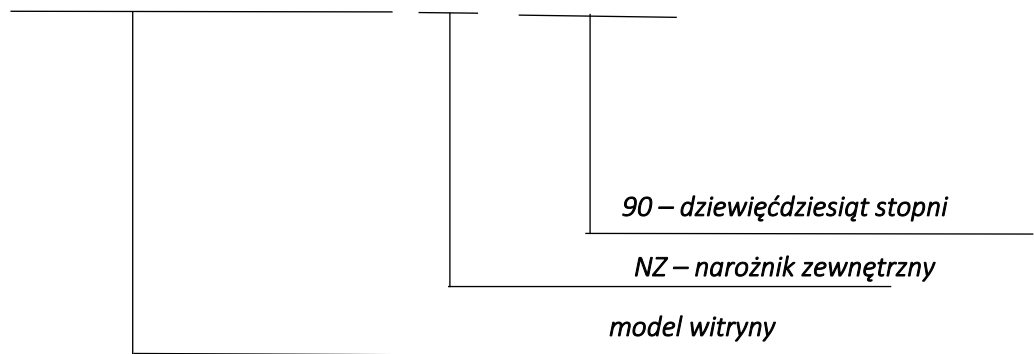 90 – dziewięćdziesiąt stopni
NZ – narożnik zewnętrzny
model witryny